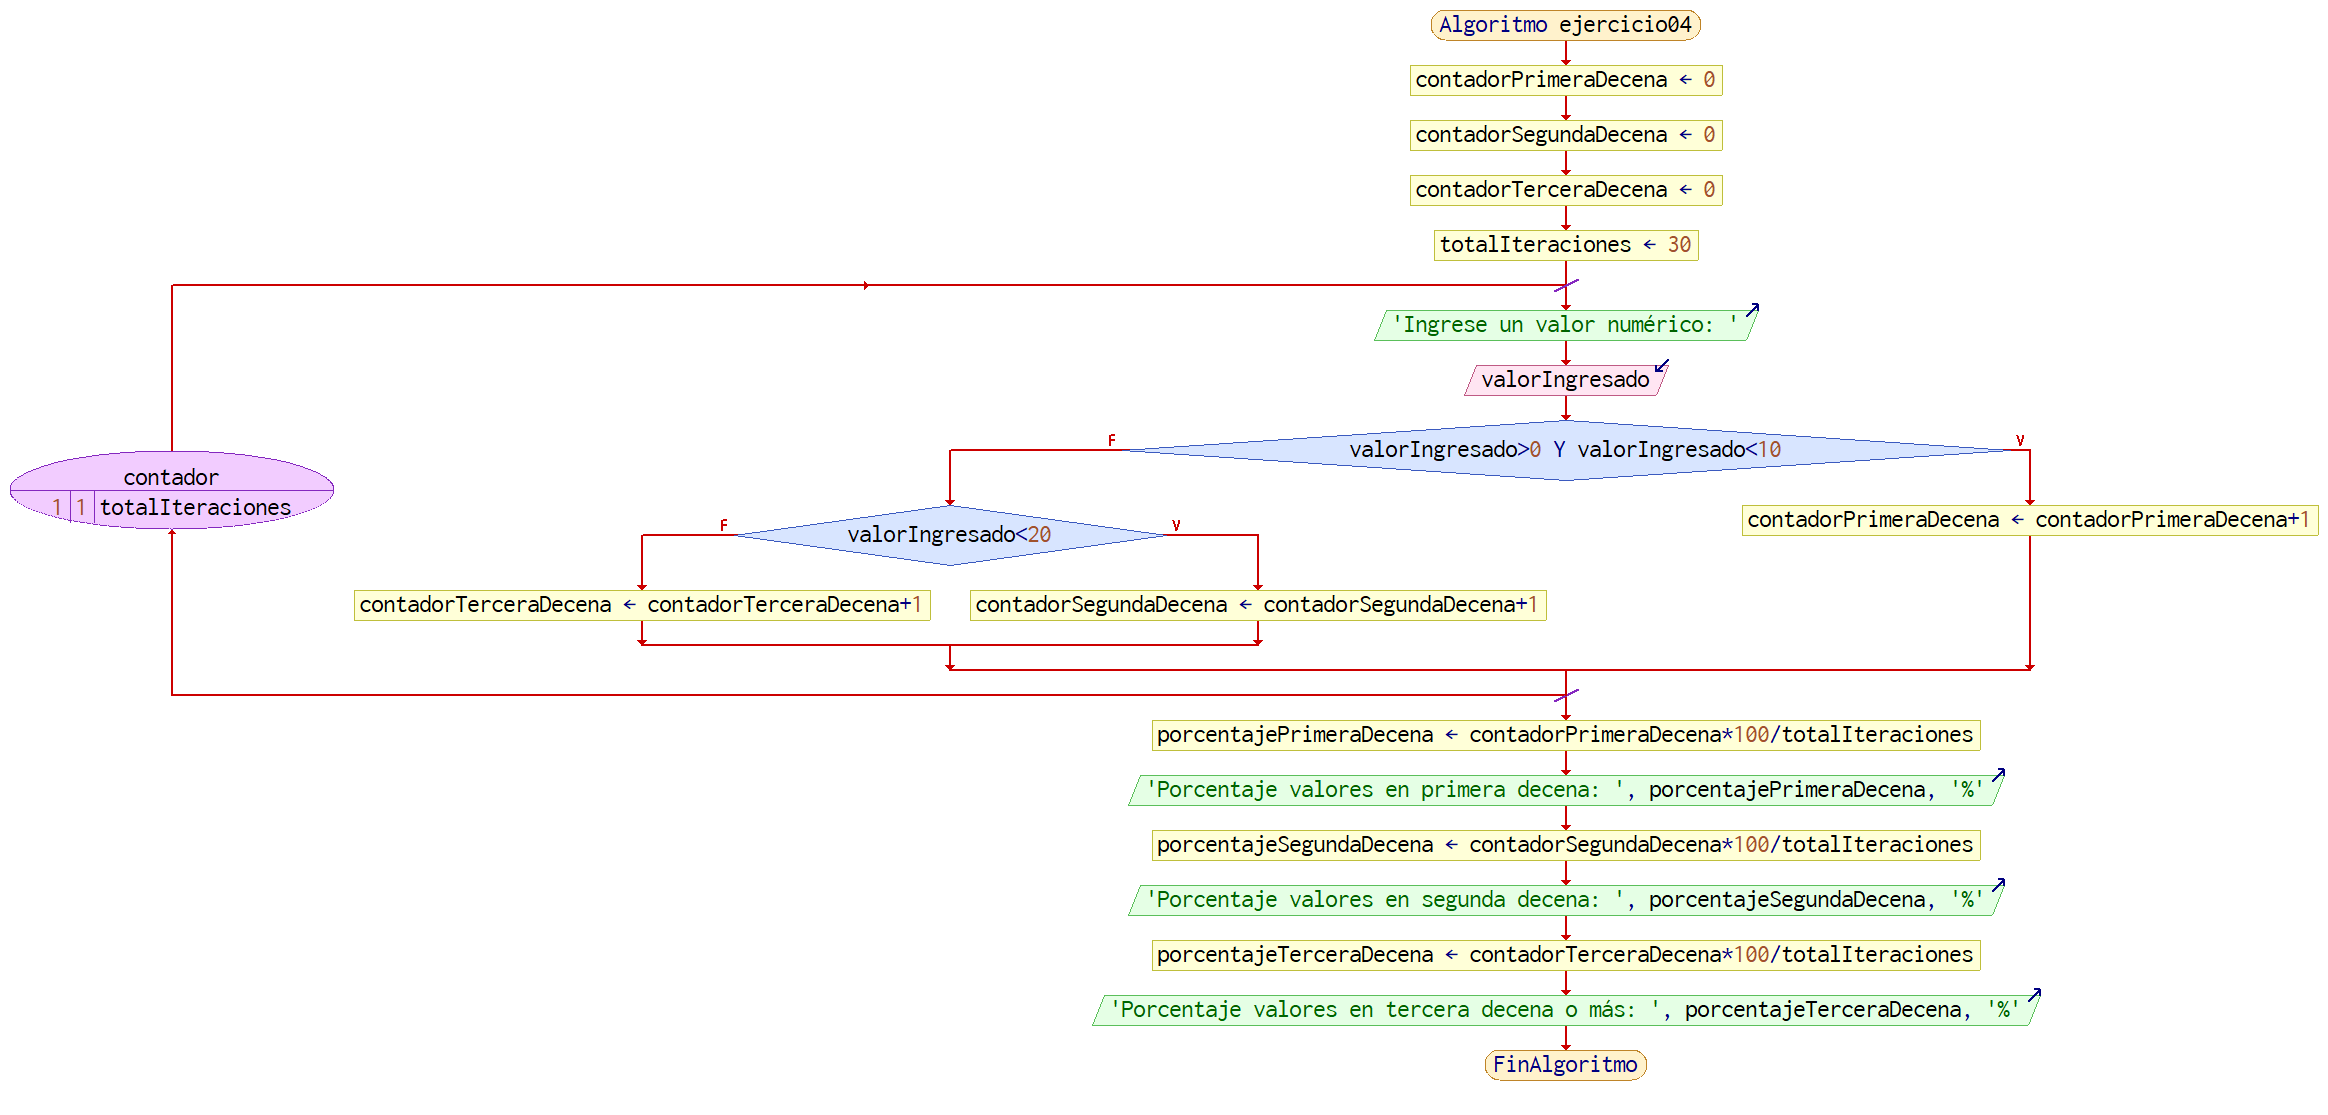 Algoritmo ejercicio04
contadorPrimeraDecena ← 0
contadorSegundaDecena ← 0
contadorTerceraDecena ← 0
totalIteraciones ← 30
'Ingrese un valor numérico: '
valorIngresado
valorIngresado>0 Y valorIngresado<10
F
V
contador
1 1 totalIteraciones
contadorPrimeraDecena ← contadorPrimeraDecena+1
valorIngresado<20
F
V
contadorTerceraDecena ← contadorTerceraDecena+1
contadorSegundaDecena ← contadorSegundaDecena+1
porcentajePrimeraDecena ← contadorPrimeraDecena*100/totalIteraciones
'Porcentaje valores en primera decena: ', porcentajePrimeraDecena, '%'
porcentajeSegundaDecena ← contadorSegundaDecena*100/totalIteraciones
'Porcentaje valores en segunda decena: ', porcentajeSegundaDecena, '%'
porcentajeTerceraDecena ← contadorTerceraDecena*100/totalIteraciones
'Porcentaje valores en tercera decena o más: ', porcentajeTerceraDecena, '%'
FinAlgoritmo